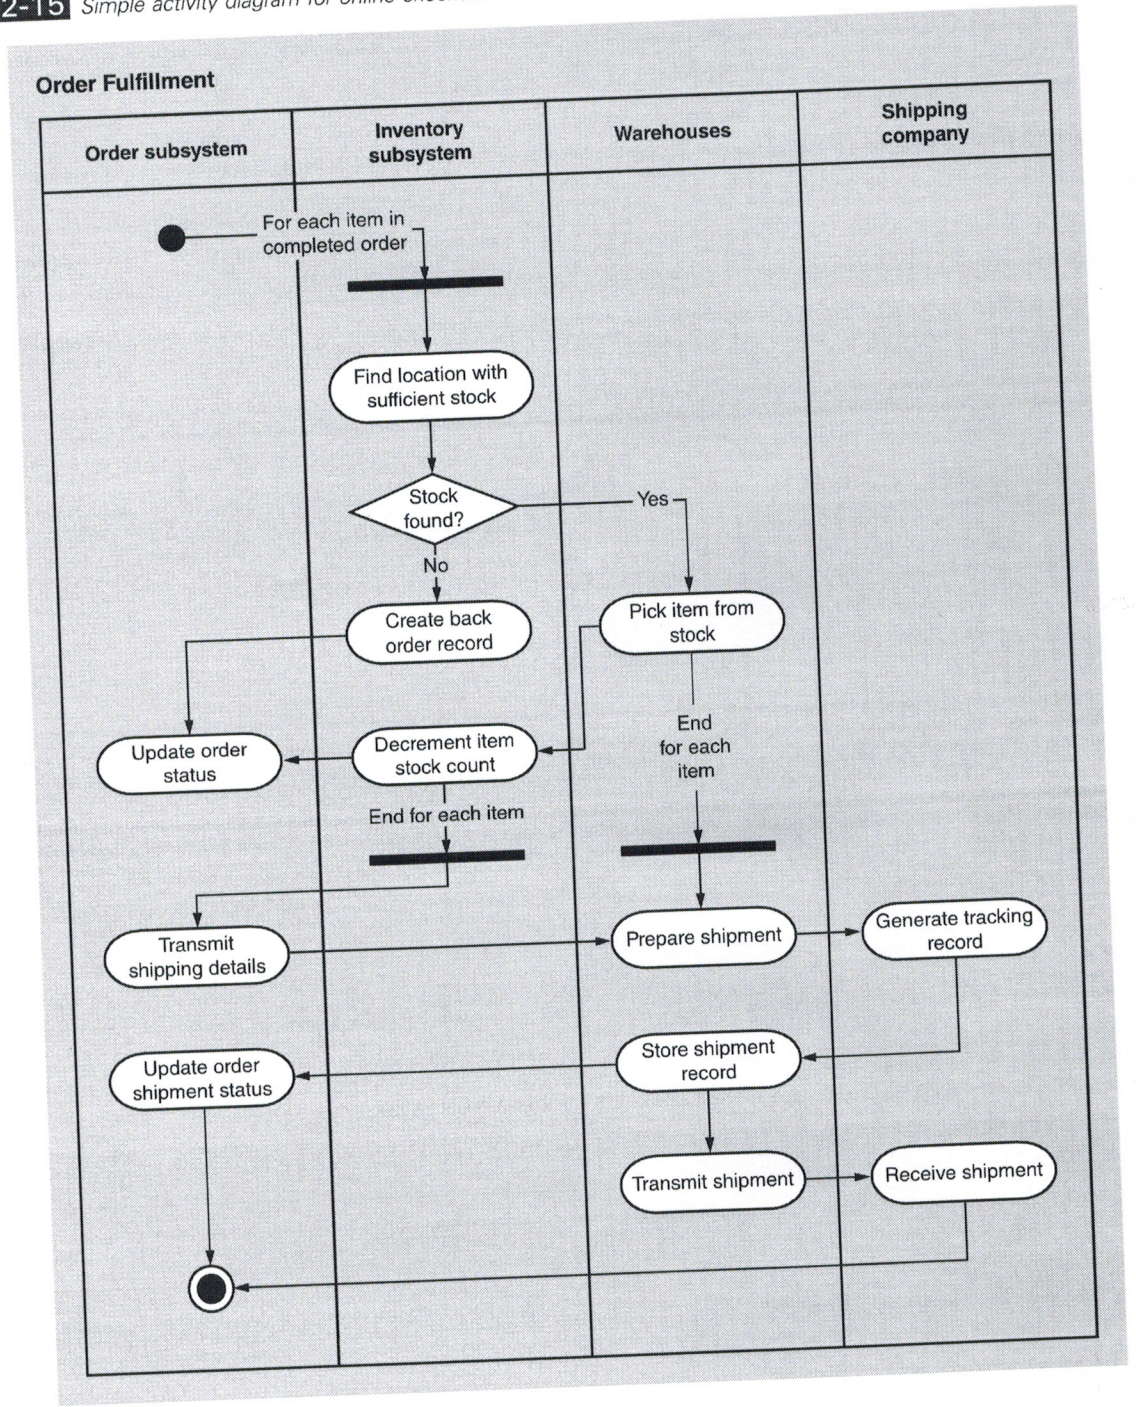 2-15 Simple activity diagram for online
Order Fulfillment
Order subsystem
Inventory
subsystem
Warehouses
Shipping
company
For each item in
completed order
Find location with
sufficient stock
Stock
found?
Yes
No
Create back
order record
Pick item from
stock
Update order
status
Decrement item
stock count
End
for each
item
End for each item
Transmit
shipping details
Prepare shipment
Generate tracking
record
Update order
shipment status
Store shipment
record
Transmit shipment
Receive shipment